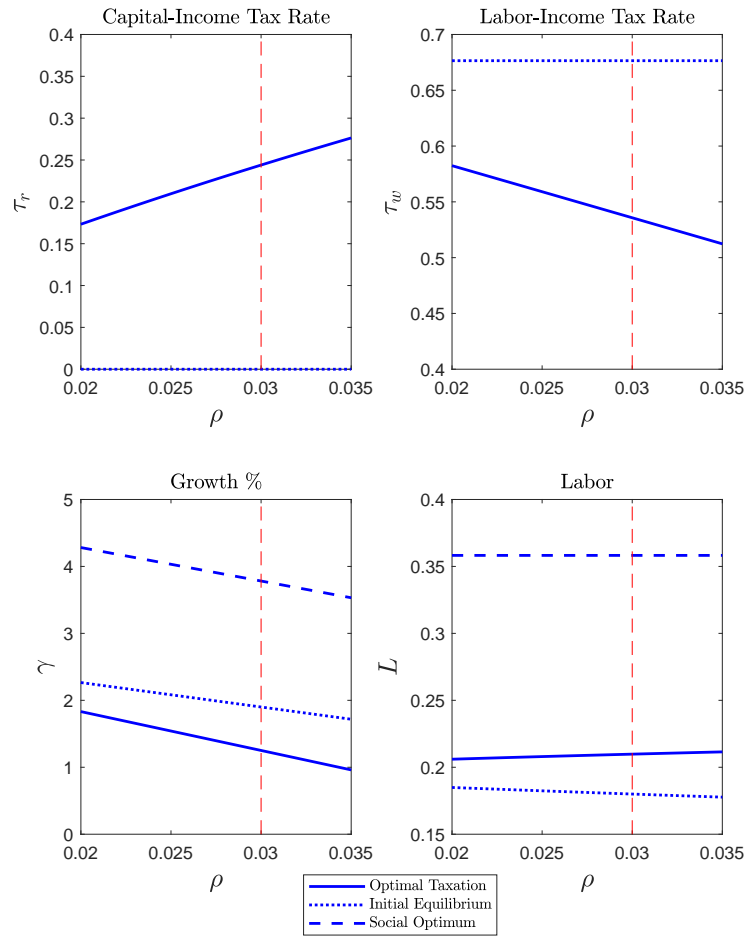 Capital-Income Tax Rate
0.4
0.35
0.3
0.25
0.2
0.15
0.1
0.05
0
τr
0.02 0.025 0.03 0.035
ρ
Labor-Income Tax Rate
0.7
0.65
0.6
0.55
0.5
0.45
0.4
τw
0.02 0.025 0.03 0.035
ρ
Growth %
5
4
3
2
1
0
γ
0.02 0.025 0.03 0.035
ρ
Labor
0.4
0.35
0.3
0.25
0.2
0.15
L
0.02 0.025 0.03 0.035
ρ
Optimal Taxation
Initial Equilibrium
Social Optimum